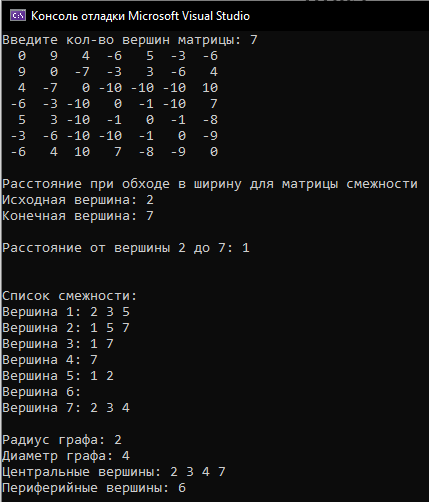 Консоль отладки Microsoft Visual Studio
Введите кол-во вершин матрицы: 7
0 9 4 -6 5 -3 -6
9 0 -7 -3 3 -6 4
4 -7 0 -10 -10 -10 10
-6 -3 -10 0 -1 -10 7
5 3 -10 -1 0 -1 -8
-3 -6 -10 -10 -1 0 -9
-6 4 10 7 -8 -9 0
Расстояние при обходе в ширину для матрицы смежности
Исходная вершина: 2
Конечная вершина: 7
Расстояние от вершины 2 до 7: 1
Список смежности:
Вершина 1: 2 3 5
Вершина 2: 1 5 7
Вершина 3: 1 7
Вершина 4: 7
Вершина 5: 1 2
Вершина 6:
Вершина 7: 2 3 4
Радиус графа: 2
Диаметр графа: 4
Центральные вершины: 2 3 4 7
Периферийные вершины: 6